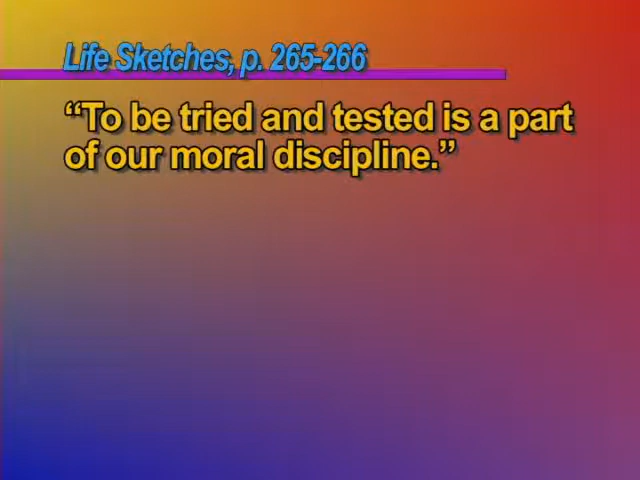 Life Sketches, p. 265-266
“To be tried and tested is a part
of our moral discipline.”